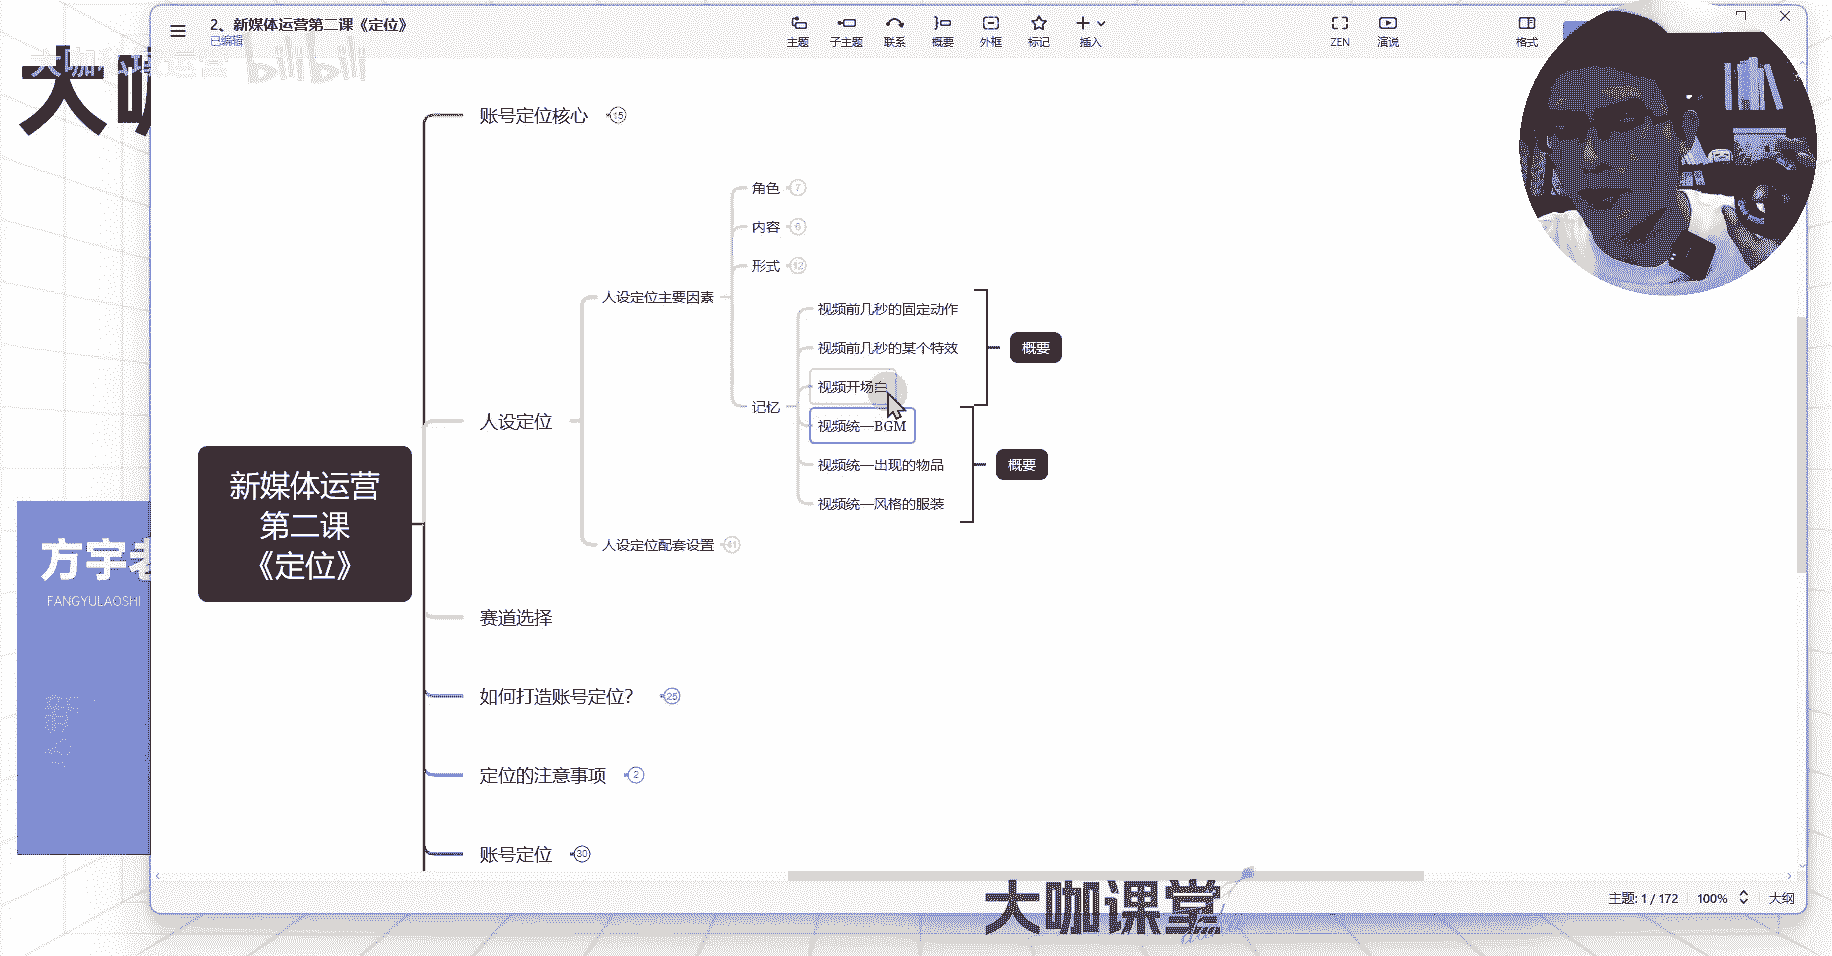 2、新媒体运营第二课《定位》
已编辑
主题
子主题
联系
概要
外框
标记
插入
ZEN
演说
格式
bilibili
大咖
账号定位核心
15
角色
7
内容
6
形式
12
人设定位主要因素
视频前几秒的固定动作
视频前几秒的某个特效
概要
视频开场白
记忆
人设定位
视频统一BGM
视频统一出现的物品
概要
视频统一风格的服装
新媒体运营
第二课
《定位》
人设定位配套设置
41
方宇老
FANGYULAOSHI
赛道选择
如何打造账号定位？
25
定位的注意事项
2
账号定位
30
主题: 1 / 172
100%
大纲
大咖课堂